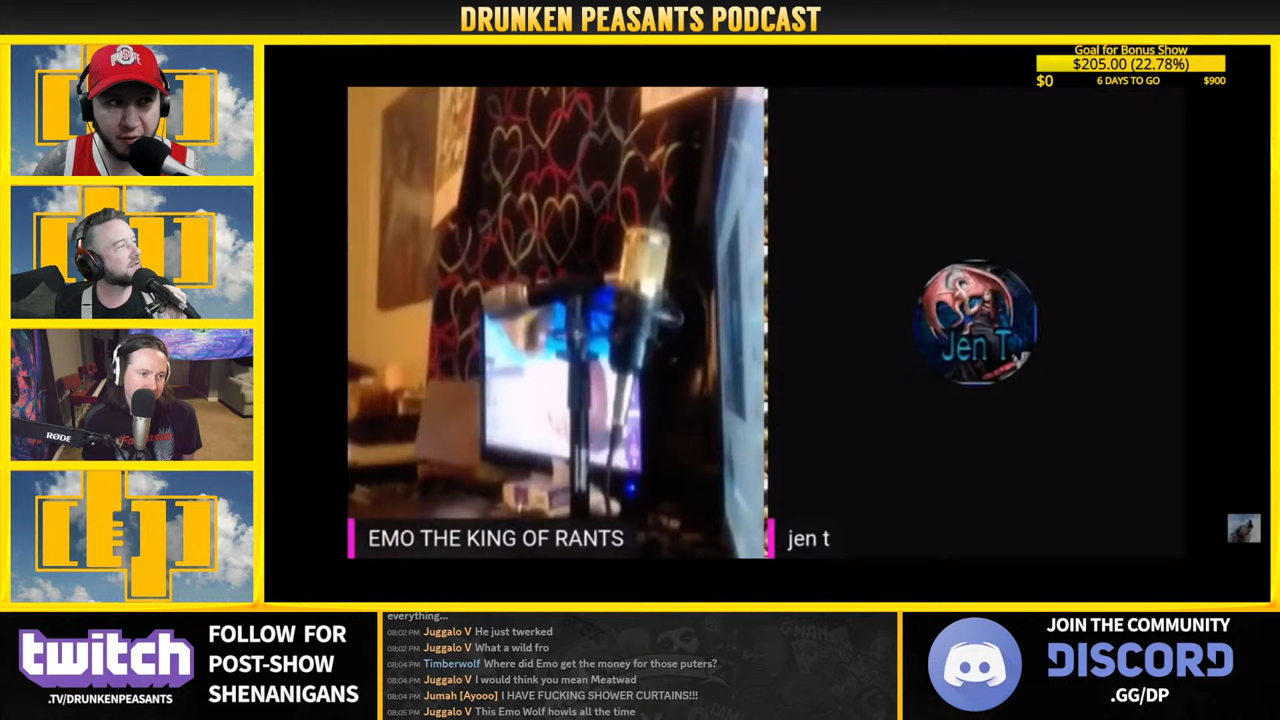 DRUNKEN PEASANTS PODCAST
Goal for Bonus Show
$205.00 (22.78%)
$0
6 DAYS TO GO
$900
Jen T
RØDE
EMO THE KING OF RANTS
jen t
everything...
08:02 PM Juggalo V He just twerked
08:02 PM Juggalo V What a wild fro
08:04 PM Timberwolf Where did Emo get the money for those puters?
08:04 PM Juggalo V I would think you mean Meatwad
08:04 PM Jumah [Ayooo] I HAVE FUCKING SHOWER CURTAINS!!!
08:05 PM Juggalo V This Emo Wolf howls all the time
twitch
.TV/DRUNKENPEASANTS
FOLLOW FOR
POST-SHOW
SHENANIGANS
JOIN THE COMMUNITY
DISCORD
.GG/DP